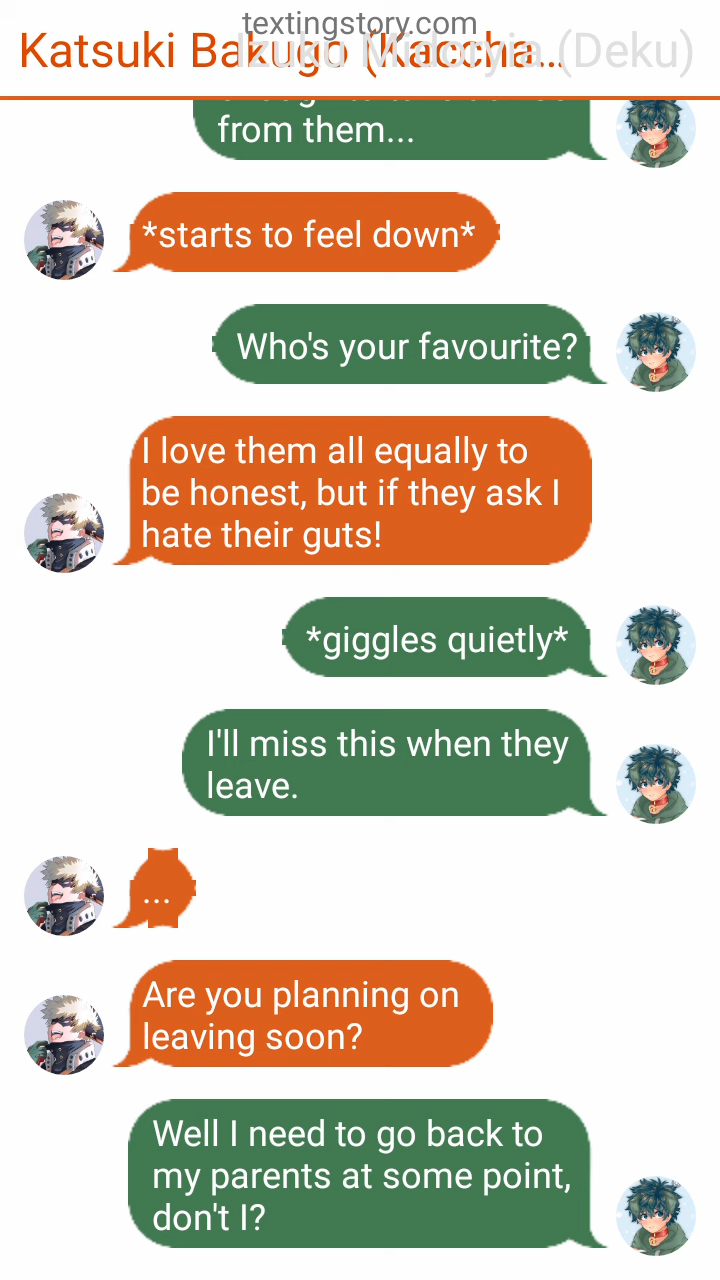 textingstory.com
Katsuki Bakugo (Kaccha...
(Deku)
from them...
*starts to feel down*
Who's your favourite?
I love them all equally to
be honest, but if they ask I
hate their guts!
*giggles quietly*
I'll miss this when they
leave.
...
Are you planning on
leaving soon?
Well I need to go back to
my parents at some point,
don't I?